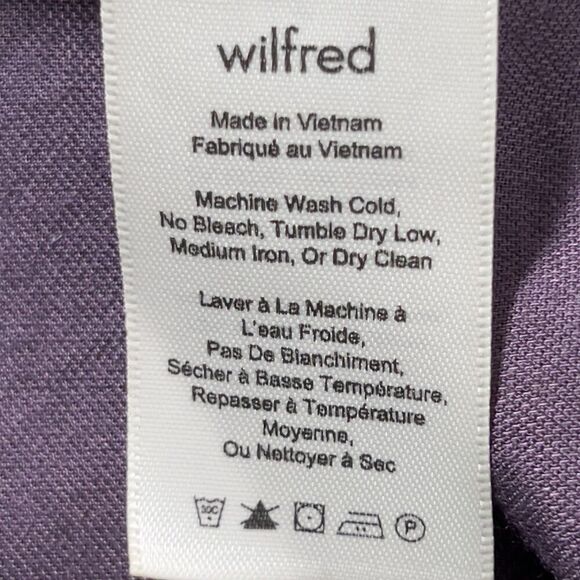 wilfred
Made in Vietnam
Fabriqué au Vietnam
Machine Wash Cold,
No Bleach, Tumble Dry Low,
Medium Iron, Or Dry Clean
Laver à La Machine à
L'eau Froide,
Pas De Blanchiment,
Sécher à Basse Température,
Repasser à Température
Moyenne,
Ou Nettoyer à Sec
30C P